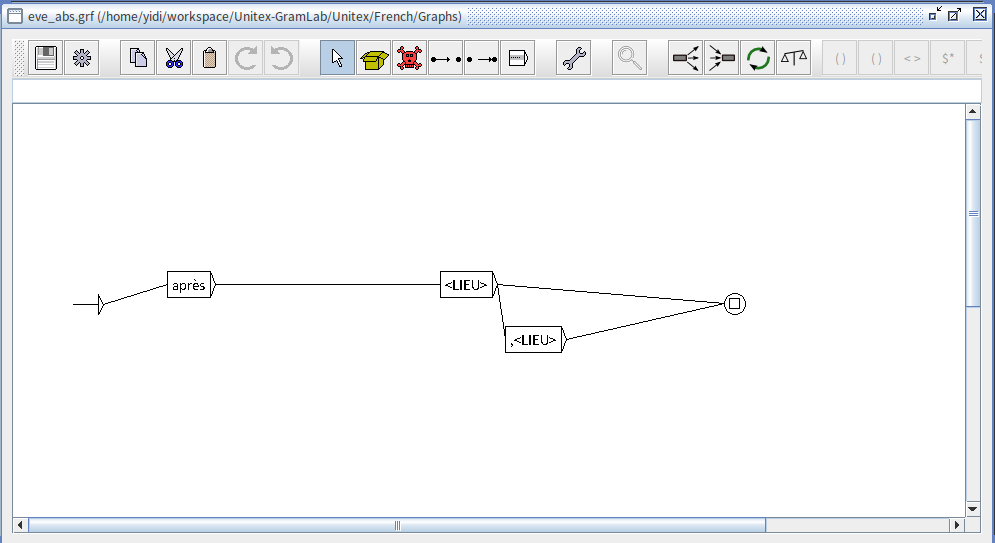 eve_abs.grf (/home/yidi/workspace/Unitex-GramLab/Unitex/French/Graphs)
() () <> $*
après <LIEU>
,<LIEU>